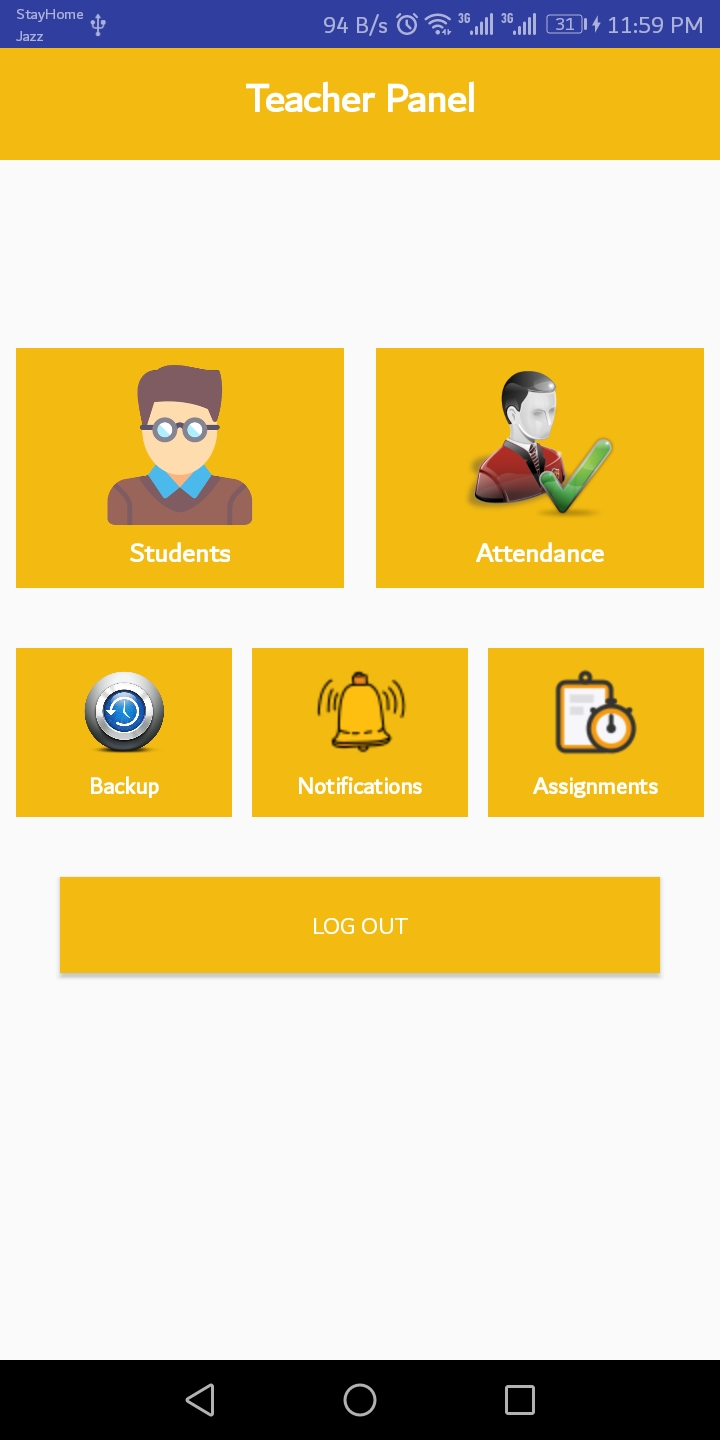 StayHome
Jazz
94 B/s 3G 3G 31 11:59 PM
Teacher Panel
Students Attendance
Backup Notifications Assignments
LOG OUT